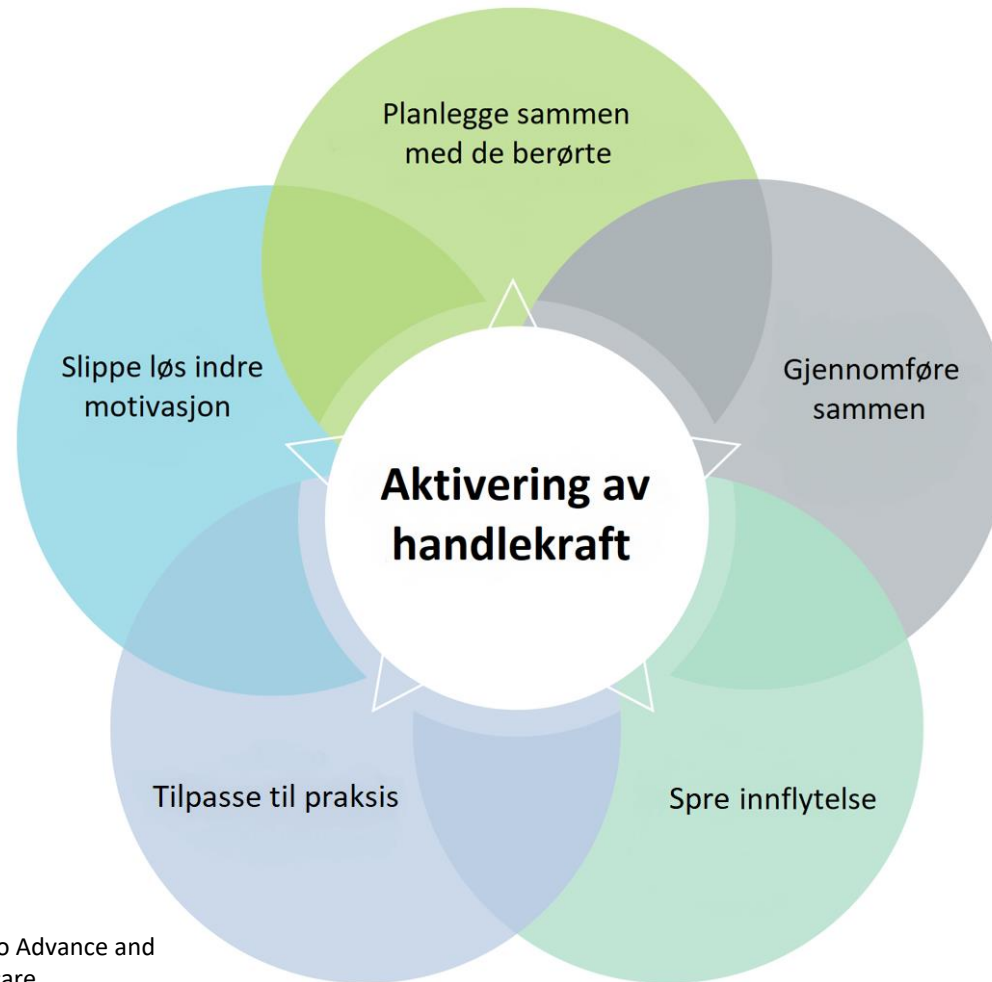 Planlegge sammen
med de berørte
Slippe løs indre
motivasjon
Gjennomføre
sammen
Aktivering av
handlekraft
Tilpasse til praksis
Spre innflytelse
Advance and